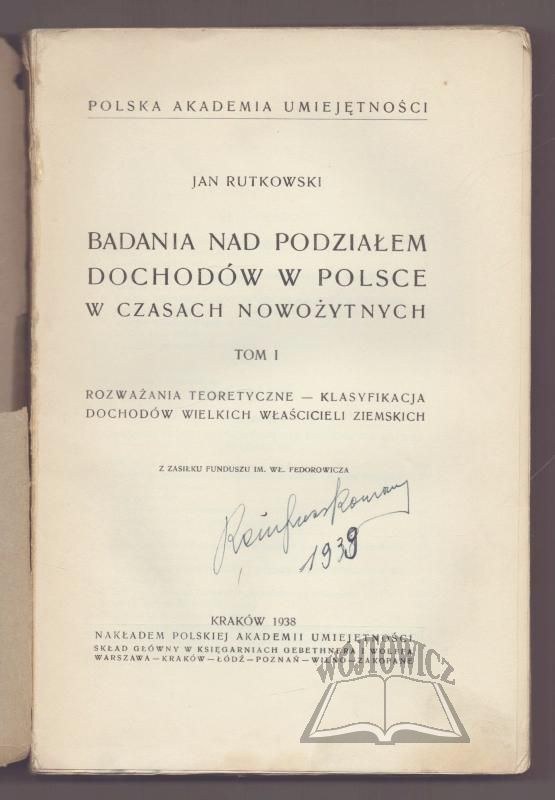 POLSKA AKADEMIA UMIEJĘTNOŚCI
JAN RUTKOWSKI
BADANIA NAD PODZIAŁEM
DOCHODÓW W POLSCE
W CZASACH NOWOŻYTNYCH
TOM I
ROZWAŻANIA TEORETYCZNE — KLASYFIKACJA
DOCHODÓW WIELKICH WŁAŚCICIELI ZIEMSKICH
Z ZASIŁKU FUNDUSZU IM. WŁ. FEDOROWICZA
1939
KRAKÓW 1938
NAKŁADEM POLSKIEJ AKADEMII UMIEJĘTNOŚCI
SKŁAD GŁÓWNY W KSIĘGARNIACH GEBETHNERA I WOLFFA
WARSZAWA—KRAKÓW—ŁÓDŹ—POZNAŃ—WILNO—ZAKOPANE
WÓJTOWICZ